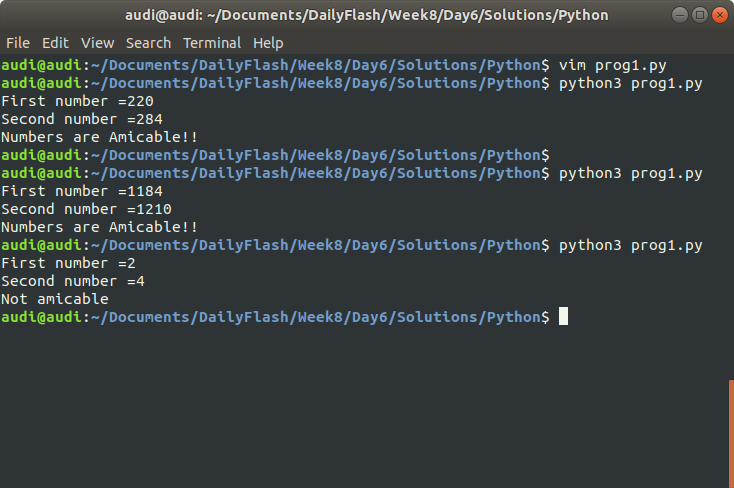 audi@audi: ~/Documents/DailyFlash/Week8/Day6/Solutions/Python
File Edit View Search Terminal Help
audi@audi:~/Documents/DailyFlash/Week8/Day6/Solutions/Python$ vim prog1.py
audi@audi:~/Documents/DailyFlash/Week8/Day6/Solutions/Python$ python3 prog1.py
First number =220
Second number =284
Numbers are Amicable!!
audi@audi:~/Documents/DailyFlash/Week8/Day6/Solutions/Python$
audi@audi:~/Documents/DailyFlash/Week8/Day6/Solutions/Python$ python3 prog1.py
First number =1184
Second number =1210
Numbers are Amicable!!
audi@audi:~/Documents/DailyFlash/Week8/Day6/Solutions/Python$ python3 prog1.py
First number =2
Second number =4
Not amicable
audi@audi:~/Documents/DailyFlash/Week8/Day6/Solutions/Python$